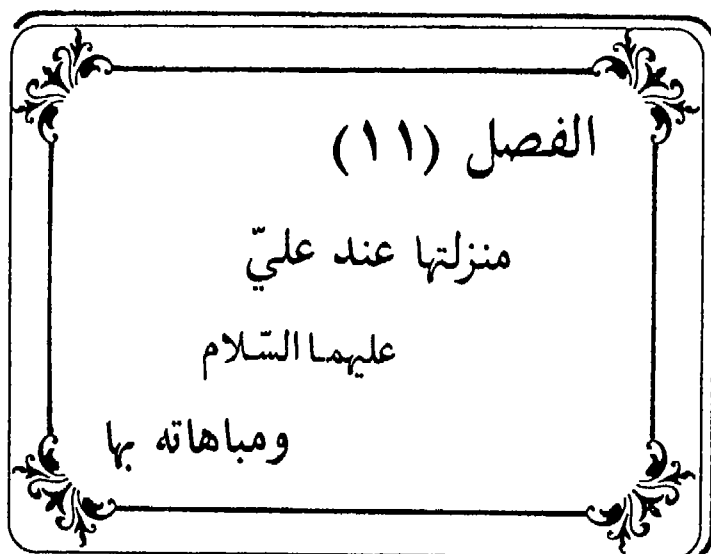 الفصل (١١)
منزلتها عند عليّ
عليهما السّلام
ومباهاته بها